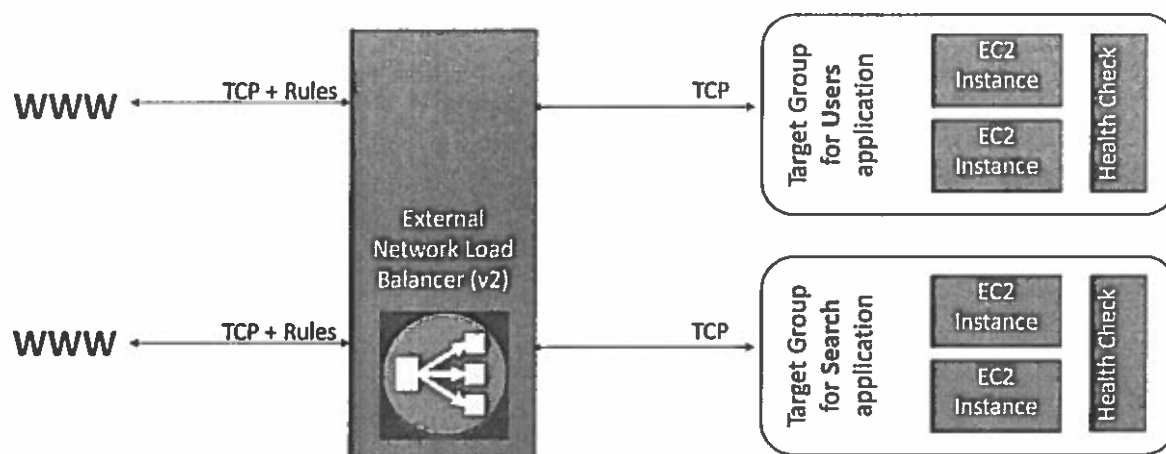 WWW
TCP + Rules
TCP
Target Group
for Users
application
EC2
Instance
EC2
Instance
Health Check
External
Network Load
Balancer (v2)
WWW
TCP + Rules
TCP
Target Group
for Search
application
EC2
Instance
EC2
Instance
Health Check